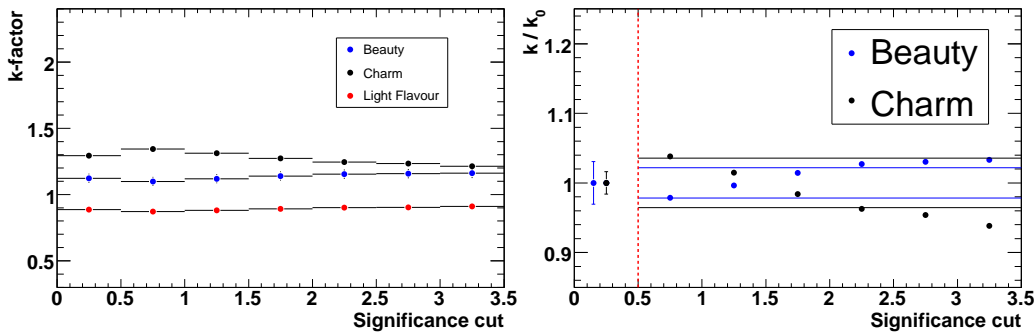 k-factor
2
1.5
1
0.5
Beauty
Charm
Light Flavour
0 0.5 1 1.5 2 2.5 3 3.5
Significance cut
k / k0
1.2
1.1
1
0.9
Beauty
Charm
0 0.5 1 1.5 2 2.5 3 3.5
Significance cut